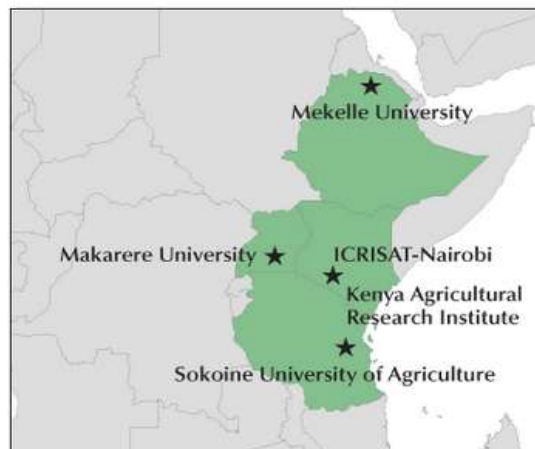 Mekelle University
Makarere University
ICRISAT-Nairobi
Kenya Agricultural
Research Institute
Sokoine University of Agriculture